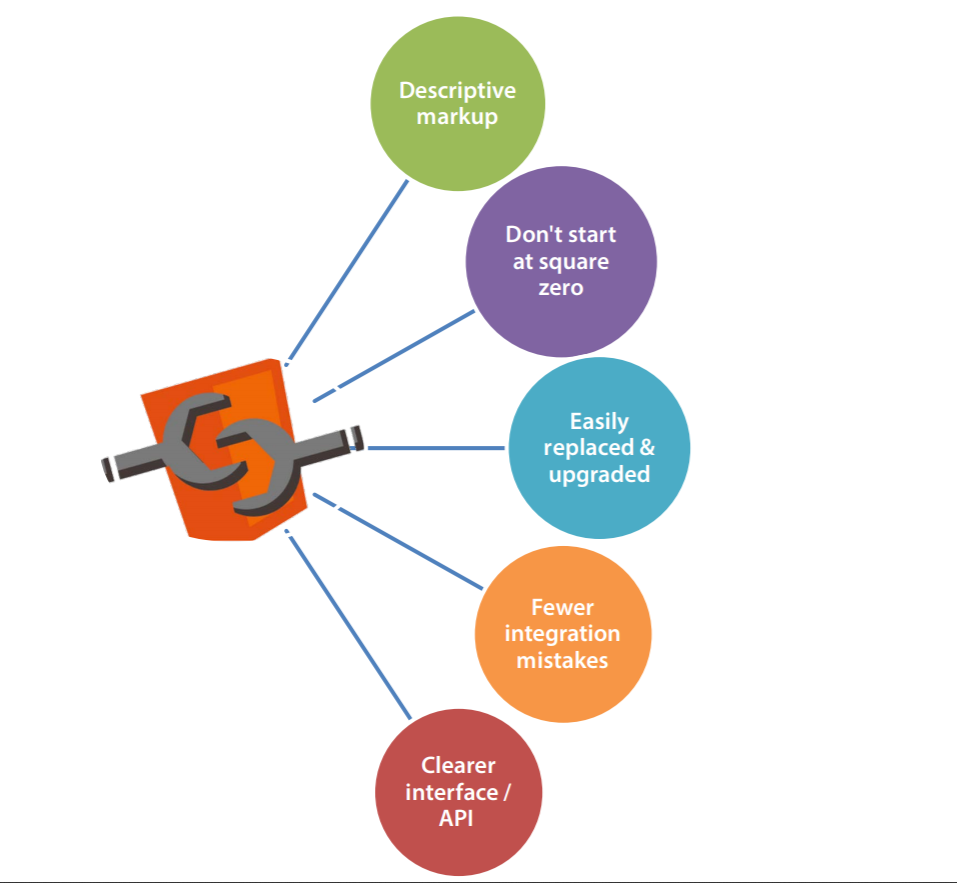 Descriptive
markup
Don't start
at square
zero
Easily
replaced &
upgraded
Fewer
integration
mistakes
Clearer
interface /
API